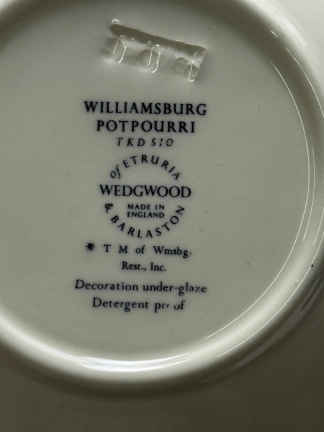 WILLIAMSBURG
POTPOURRI
TKD 510
of ETRURIA
WEDGWOOD
MADE IN
ENGLAND
& BARLASTON
* T M of Wmsbg.
Rest., Inc.
Decoration under-glaze
Detergent proof